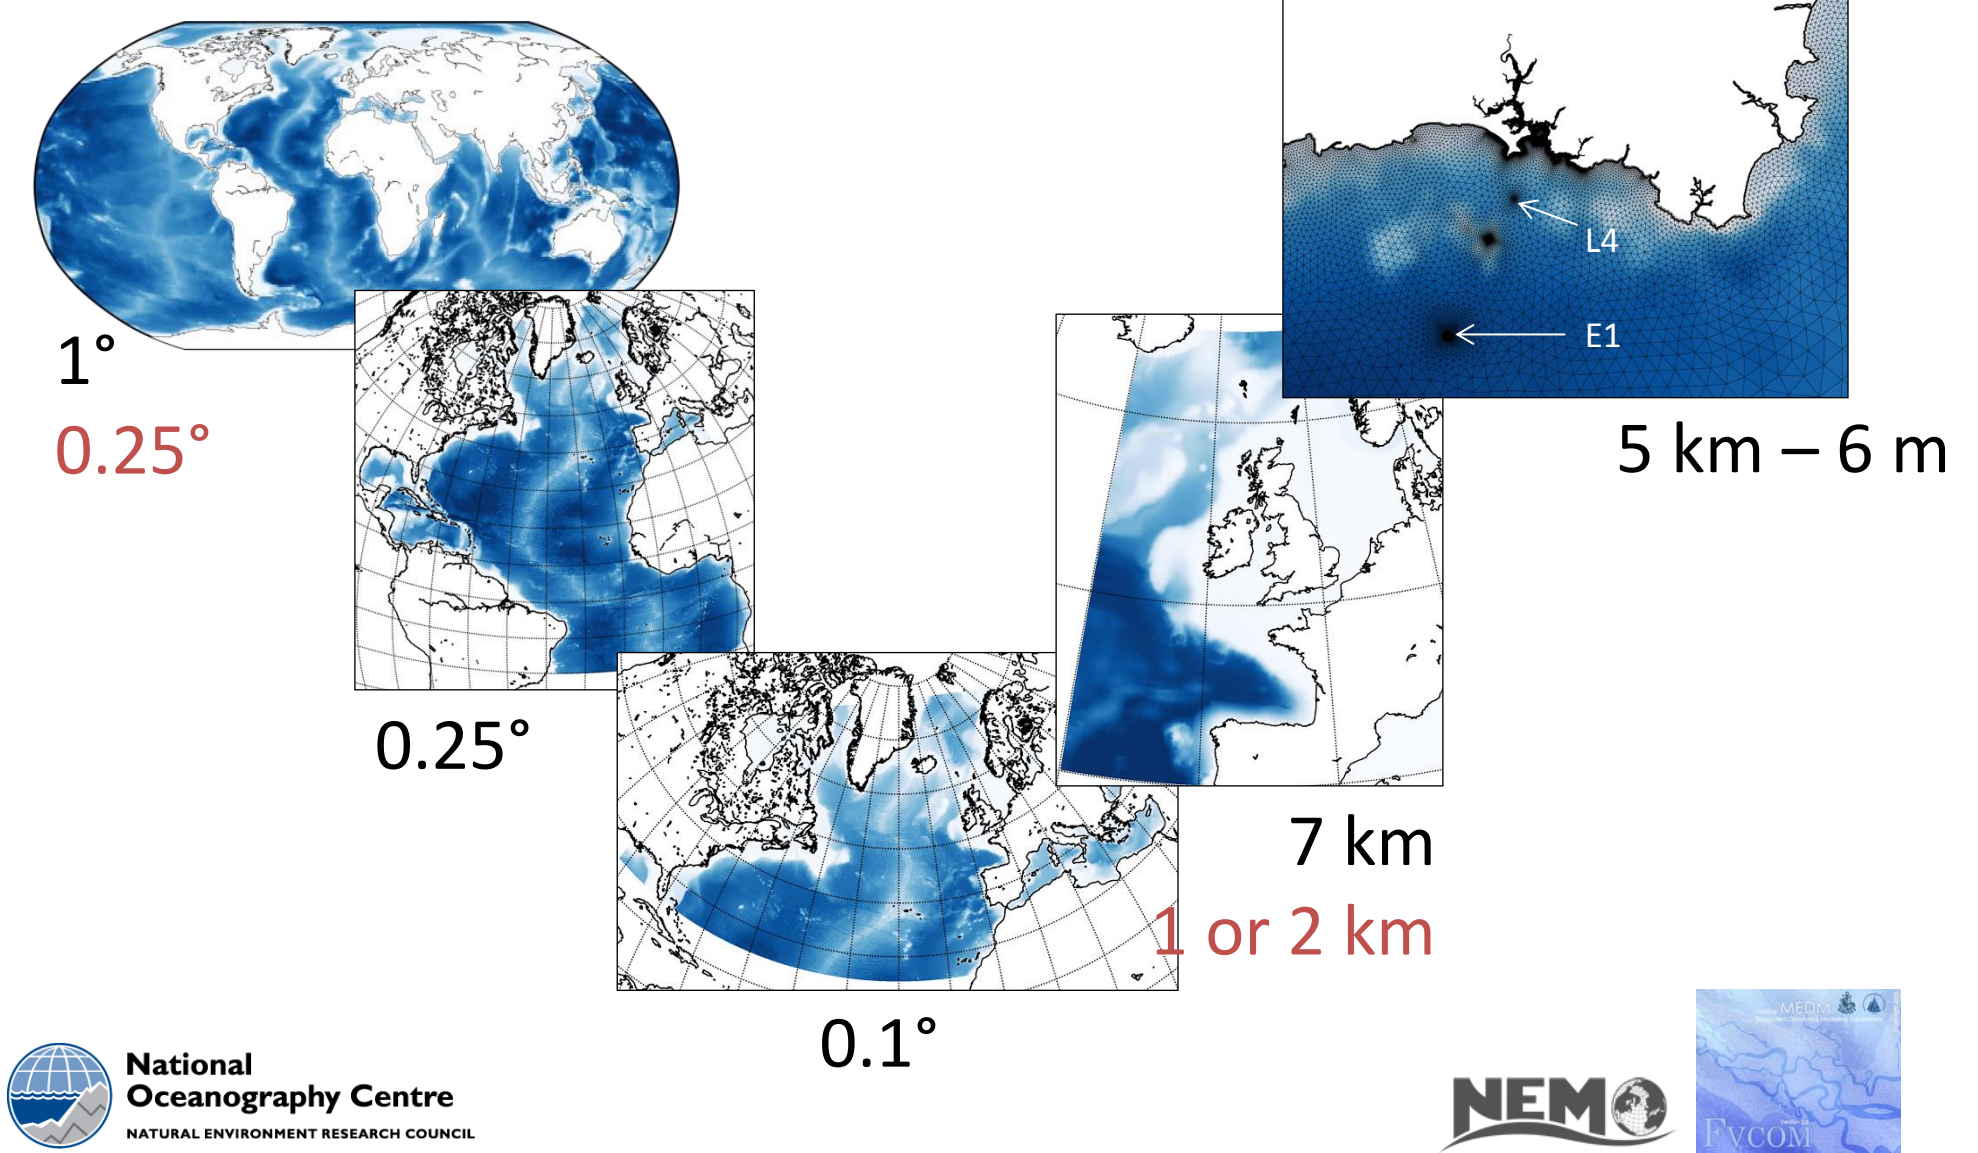 L4
E1
1°
0.25°
5 km – 6 m
0.25°
7 km
1 or 2 km
0.1°
National
Oceanography Centre
NATURAL ENVIRONMENT RESEARCH COUNCIL
NEMO
MEDM
FVCOM